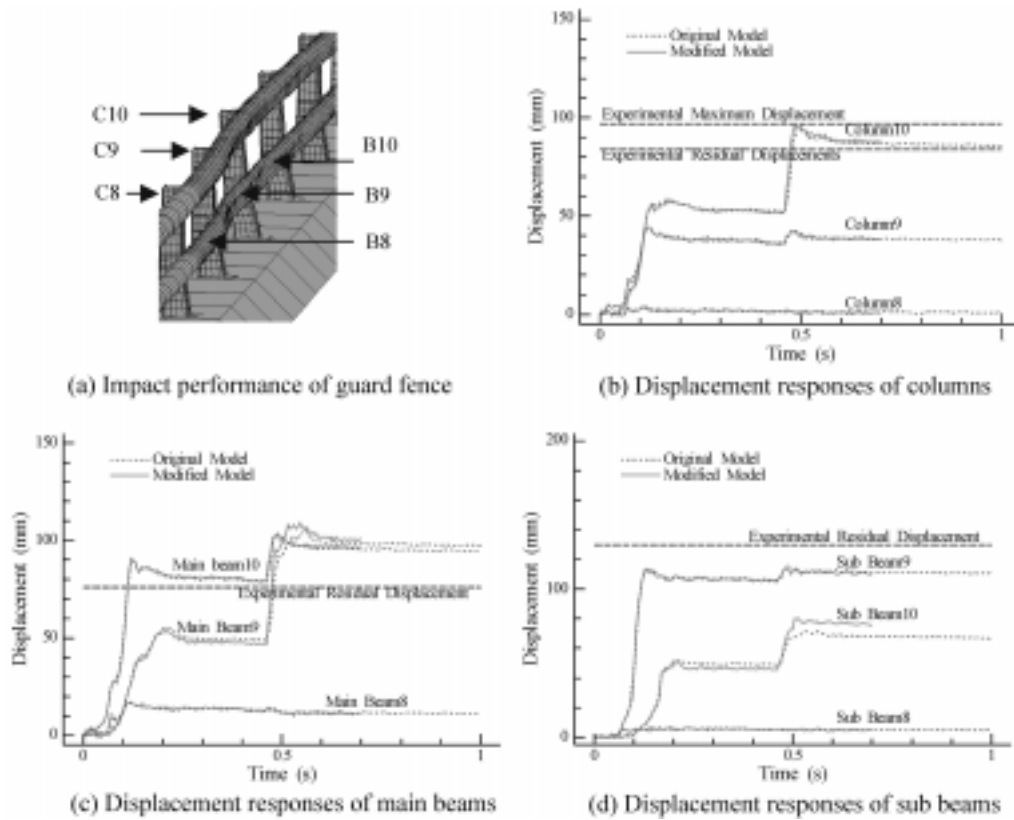 C10
C9
C8
B10
B9
B8
(a) Impact performance of guard fence
150
100
50
0
Displacement (mm)
Original Model
Modified Model
Experimental Maximum Displacement
Column10
Experimental Residual Displacements
Column9
Column8
0
0.5
1
Time (s)
(b) Displacement responses of columns
150
100
50
0
Displacement (mm)
Original Model
Modified Model
Main beam10
Experimental Residual Displacement
Main Beam9
Main Beam8
0
0.5
1
Time (s)
(c) Displacement responses of main beams
200
100
0
Displacement (mm)
Original Model
Modified Model
Experimental Residual Displacement
Sub Beam9
Sub Beam10
Sub Beam8
0
0.5
1
Time (s)
(d) Displacement responses of sub beams